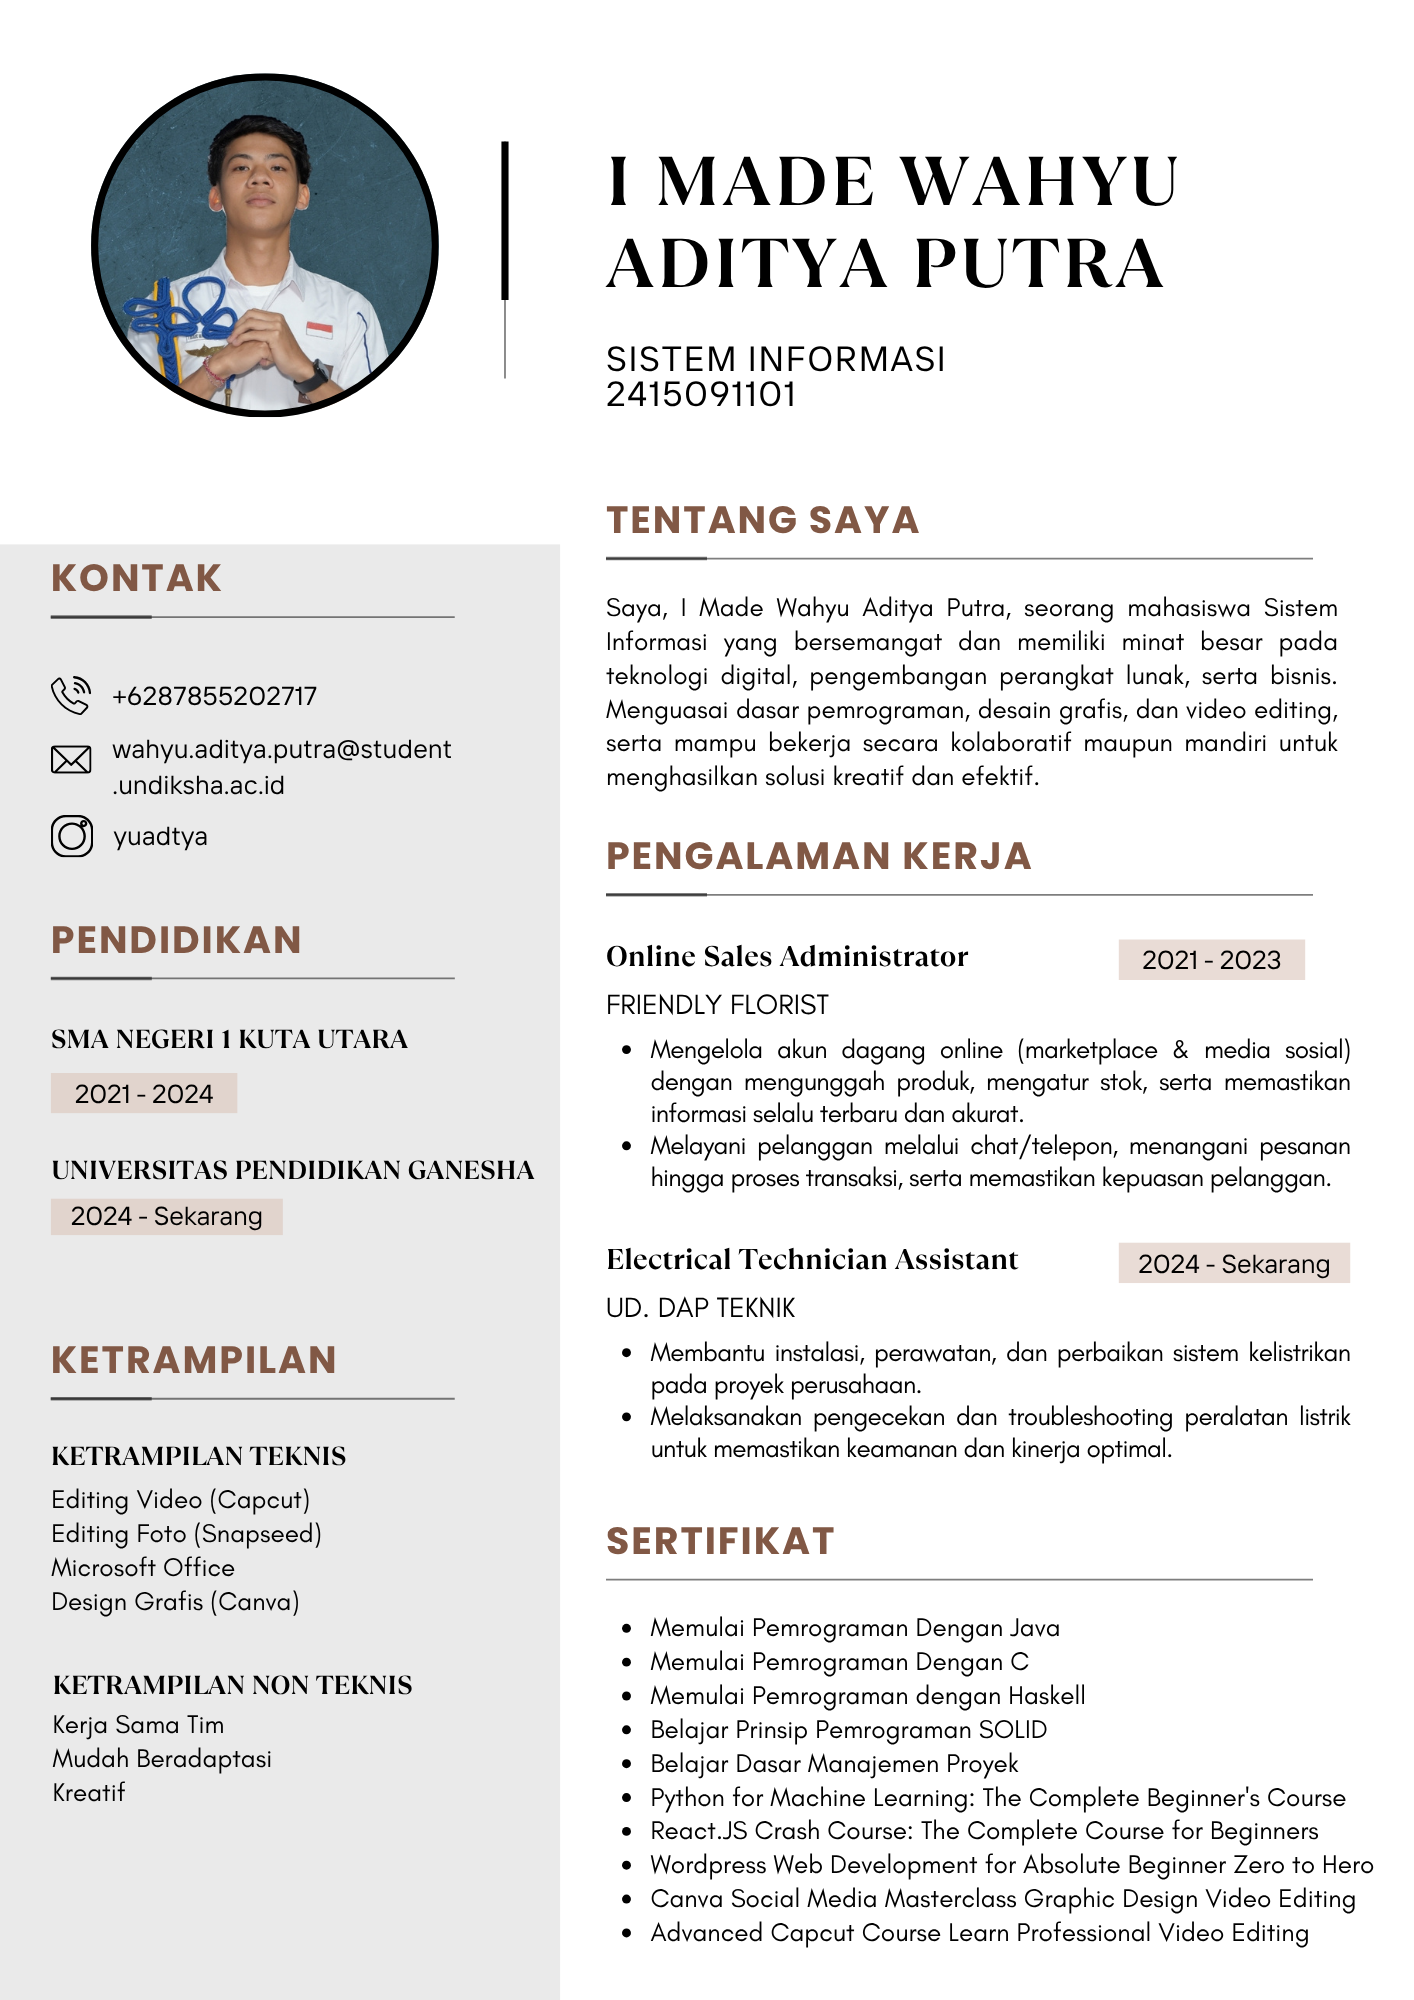 I MADE WAHYU
ADITYA PUTRA
SISTEM INFORMASI
2415091101
KONTAK
+6287855202717
wahyu.aditya.putra@student
.undiksha.ac.id
yuadtya
PENDIDIKAN
SMA NEGERI 1 KUTA UTARA
2021 - 2024
UNIVERSITAS PENDIDIKAN GANESHA
2024 - Sekarang
KETRAMPILAN
KETRAMPILAN TEKNIS
Editing Video (Capcut)
Editing Foto (Snapseed)
Microsoft Office
Design Grafis (Canva)
KETRAMPILAN NON TEKNIS
Kerja Sama Tim
Mudah Beradaptasi
Kreatif
TENTANG SAYA
Saya, I Made Wahyu Aditya Putra, seorang mahasiswa Sistem
Informasi yang bersemangat dan memiliki minat besar pada
teknologi digital, pengembangan perangkat lunak, serta bisnis.
Menguasai dasar pemrograman, desain grafis, dan video editing,
serta mampu bekerja secara kolaboratif maupun mandiri untuk
menghasilkan solusi kreatif dan efektif.
PENGALAMAN KERJA
Online Sales Administrator
2021 - 2023
FRIENDLY FLORIST
• Mengelola akun dagang online (marketplace & media sosial)
dengan mengunggah produk, mengatur stok, serta memastikan
informasi selalu terbaru dan akurat.
• Melayani pelanggan melalui chat/telepon, menangani pesanan
hingga proses transaksi, serta memastikan kepuasan pelanggan.
Electrical Technician Assistant
2024 - Sekarang
UD. DAP TEKNIK
• Membantu instalasi, perawatan, dan perbaikan sistem kelistrikan
pada proyek perusahaan.
• Melaksanakan pengecekan dan troubleshooting peralatan listrik
untuk memastikan keamanan dan kinerja optimal.
SERTIFIKAT
• Memulai Pemrograman Dengan Java
• Memulai Pemrograman Dengan C
• Memulai Pemrograman dengan Haskell
• Belajar Prinsip Pemrograman SOLID
• Belajar Dasar Manajemen Proyek
• Python for Machine Learning: The Complete Beginner's Course
• React.JS Crash Course: The Complete Course for Beginners
• Wordpress Web Development for Absolute Beginner Zero to Hero
• Canva Social Media Masterclass Graphic Design Video Editing
• Advanced Capcut Course Learn Professional Video Editing